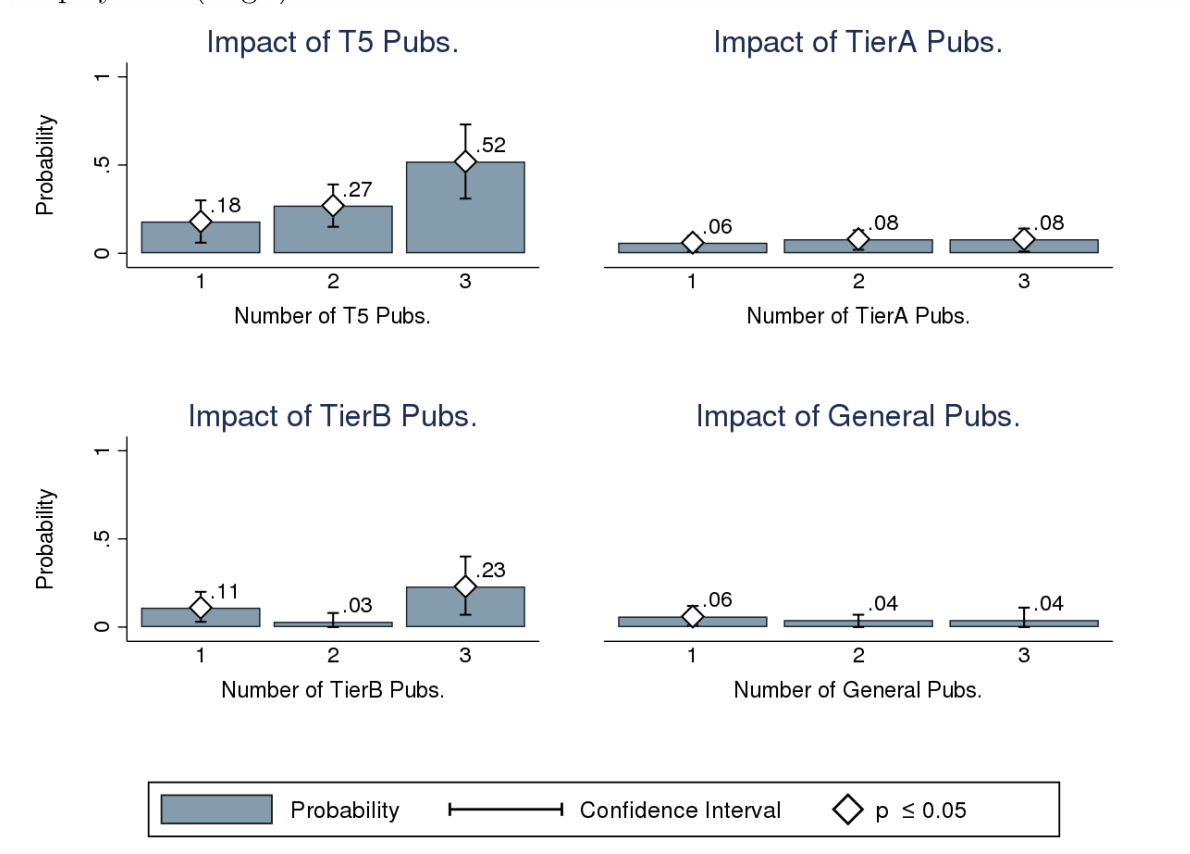 Impact of T5 Pubs.
Probability
1
.5
0
.18
.27
.52
1 2 3
Number of T5 Pubs.
Impact of TierA Pubs.
.06
.08
.08
1 2 3
Number of TierA Pubs.
Impact of TierB Pubs.
Probability
1
.5
0
.11
.03
.23
1 2 3
Number of TierB Pubs.
Impact of General Pubs.
.06
.04
.04
1 2 3
Number of General Pubs.
Probability Confidence Interval p ≤ 0.05